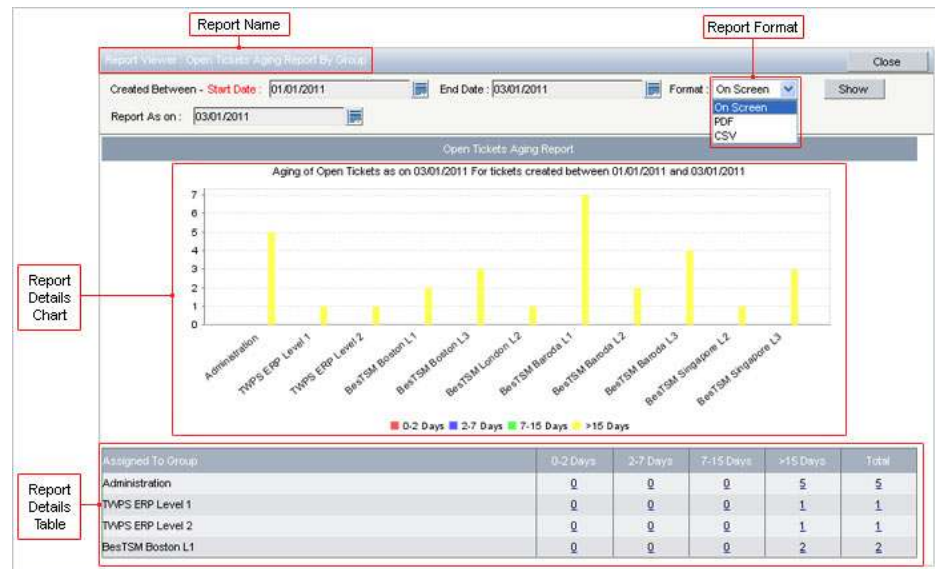 Report Name
Report Format
Report Viewer : Open Tickets Aging Report By Group
Close
Created Between - Start Date : 01/01/2011 End Date : 03/01/2011 Format : On Screen Show
On Screen
PDF
CSV
Report As on : 03/01/2011
Open Tickets Aging Report
Aging of Open Tickets as on 03/01/2011 For tickets created between 01/01/2011 and 03/01/2011
7
6
5
4
3
2
1
0
Report
Details
Chart
Administration
TWPS ERP Level 1
TWPS ERP Level 2
BesTSM Boston L1
BesTSM Boston L3
BesTSM London L2
BesTSM Baroda L1
BesTSM Baroda L2
BesTSM Baroda L3
BesTSM Singapore L2
BesTSM Singapore L3
0-2 Days 2-7 Days 7-15 Days >15 Days
Report
Details
Table
Assigned To Group 0-2 Days 2-7 Days 7-15 Days >15 Days Total
Administration 0 0 0 5 5
TWPS ERP Level 1 0 0 0 1 1
TWPS ERP Level 2 0 0 0 1 1
BesTSM Boston L1 0 0 0 2 2